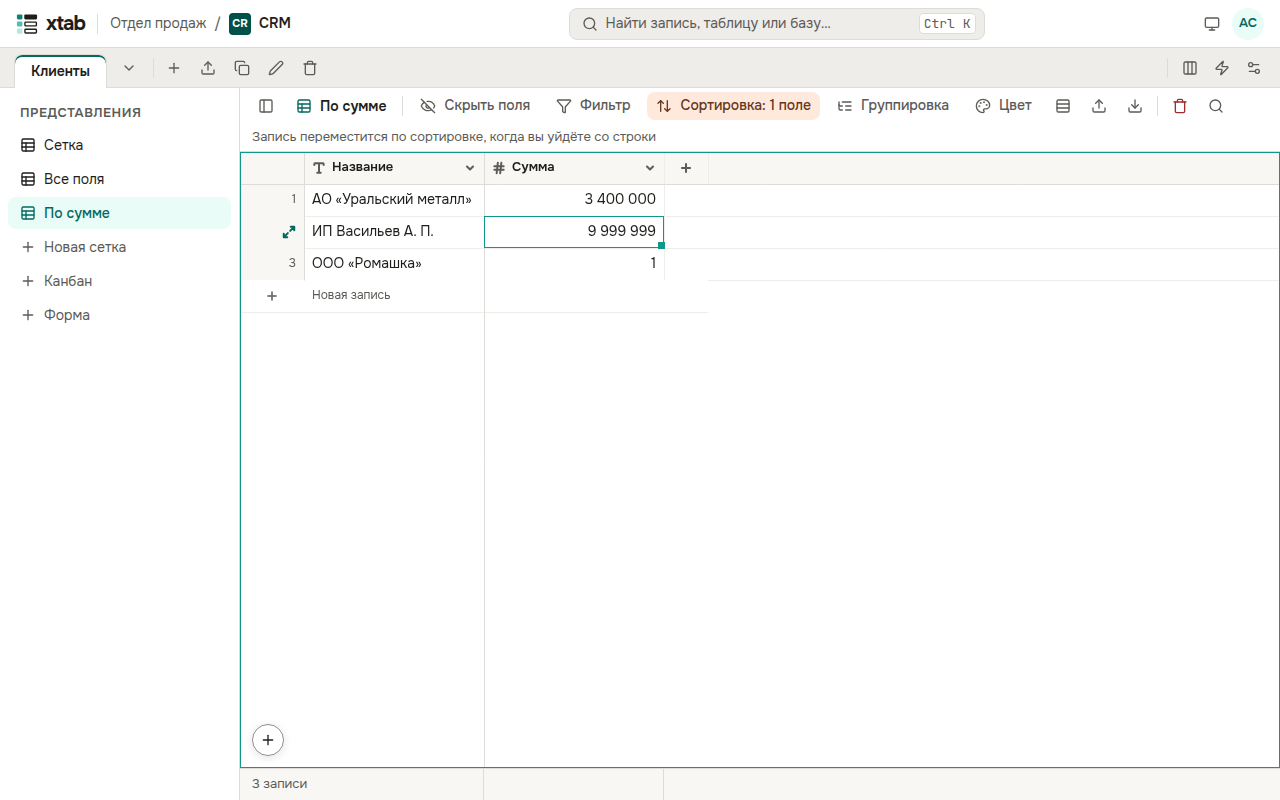 xtab
Отдел продаж / CR CRM
Найти запись, таблицу или базу... Ctrl K
АС
Клиенты
ПРЕДСТАВЛЕНИЯ
Сетка
Все поля
По сумме
Новая сетка
Канбан
Форма
По сумме Скрыть поля Фильтр Сортировка: 1 поле Группировка Цвет
Запись переместится по сортировке, когда вы уйдёте со строки
Название # Сумма
1 АО «Уральский металл» 3 400 000
ИП Васильев А. П. 9 999 999
3 ООО «Ромашка» 1
Новая запись
3 записи